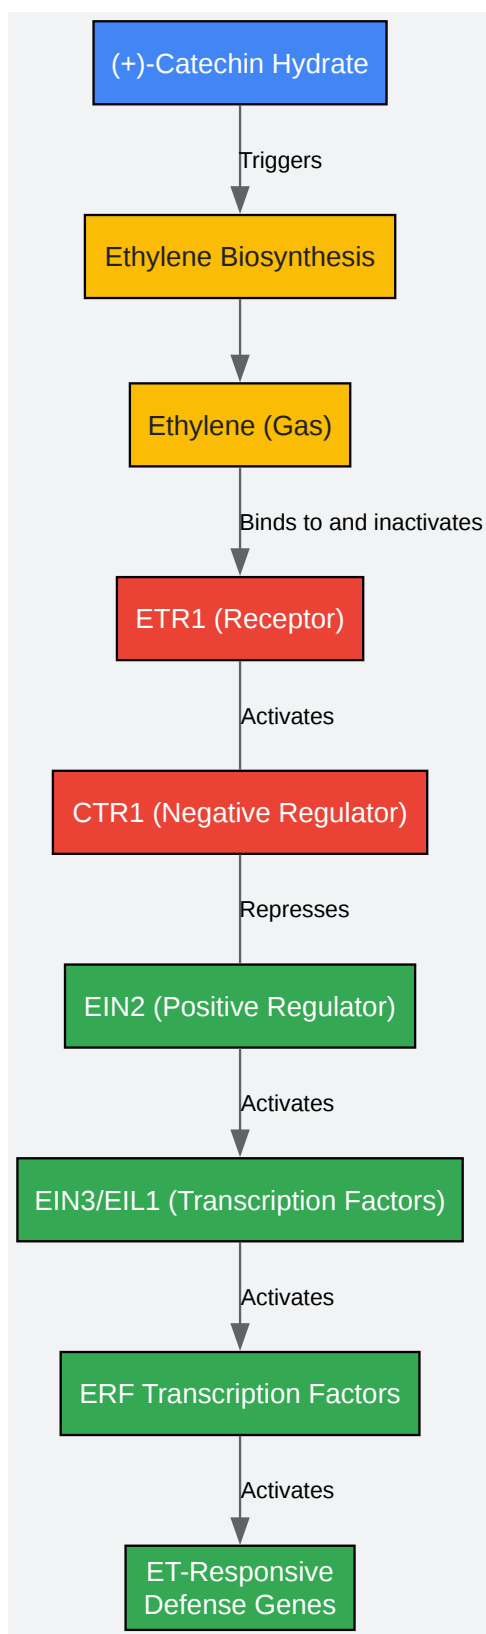 (+)-Catechin Hydrate
Triggers
Ethylene Biosynthesis
Ethylene (Gas)
Binds to and inactivates
ETR1 (Receptor)
Activates
CTR1 (Negative Regulator)
Represses
EIN2 (Positive Regulator)
Activates
EIN3/EIL1 (Transcription Factors)
Activates
ERF Transcription Factors
Activates
ET-Responsive
Defense Genes